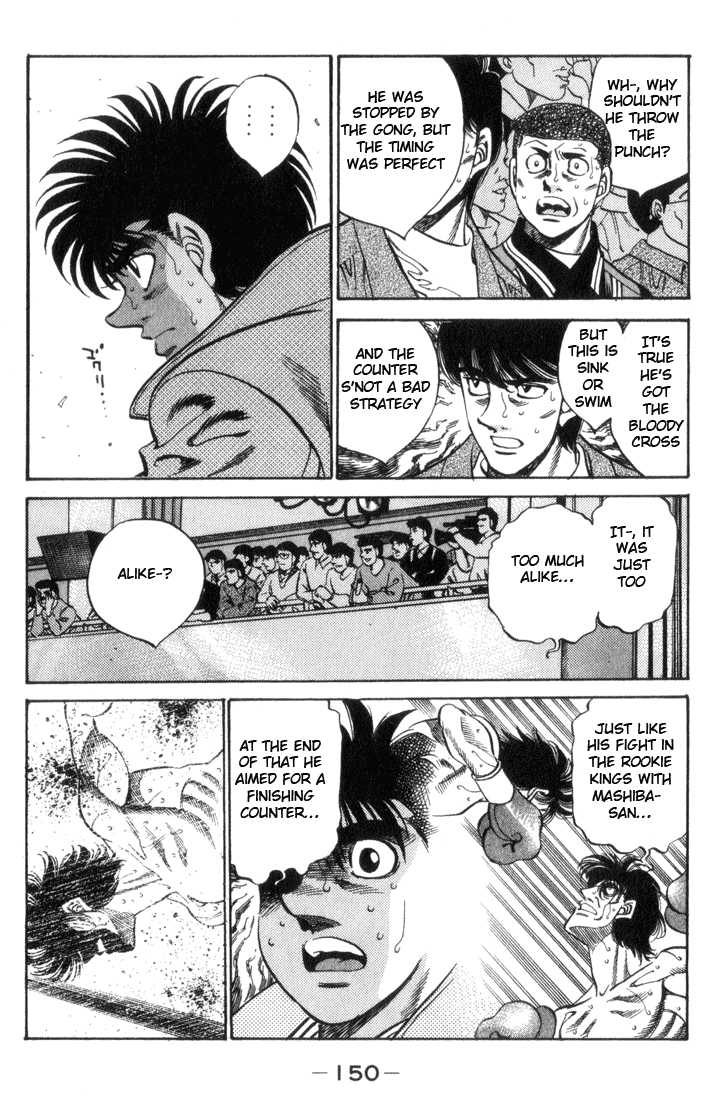 WH-, WHY
SHOULDN'T
HE THROW
THE
PUNCH?
HE WAS
STOPPED BY
THE GONG, BUT
THE TIMING
WAS PERFECT
IT'S
TRUE
HE'S
GOT
THE
BLOODY
CROSS
BUT
THIS IS
SINK
OR
SWIM
AND THE
COUNTER
S'NOT A BAD
STRATEGY
IT-, IT
WAS
JUST
TOO
TOO MUCH
ALIKE...
ALIKE-?
JUST LIKE
HIS FIGHT IN
THE ROOKIE
KINGS WITH
MASHIBA-
SAN...
AT THE END
OF THAT HE
AIMED FOR A
FINISHING
COUNTER...
— 150 —